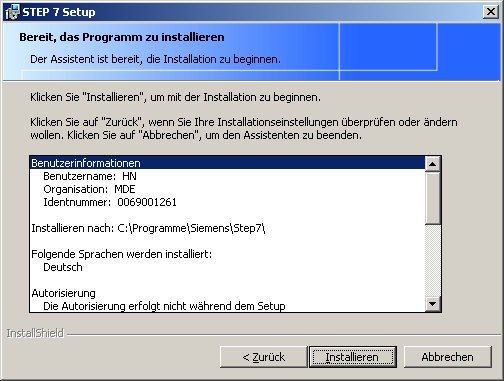 STEP 7 Setup
Bereit, das Programm zu installieren
Der Assistent ist bereit, die Installation zu beginnen.
Klicken Sie "Installieren", um mit der Installation zu beginnen.
Klicken Sie auf "Zurück", wenn Sie Ihre Installationseinstellungen überprüfen oder ändern
wollen. Klicken Sie auf "Abbrechen", um den Assistenten zu beenden.
Benutzerinformationen
Benutzername: HN
Organisation: MDE
Identnummer: 0069001261
Installieren nach: C:\Programme\Siemens\Step7\
Folgende Sprachen werden installiert:
Deutsch
Autorisierung
Die Autorisierung erfolgt nicht während dem Setup
InstallShield
< Zurück Installieren Abbrechen